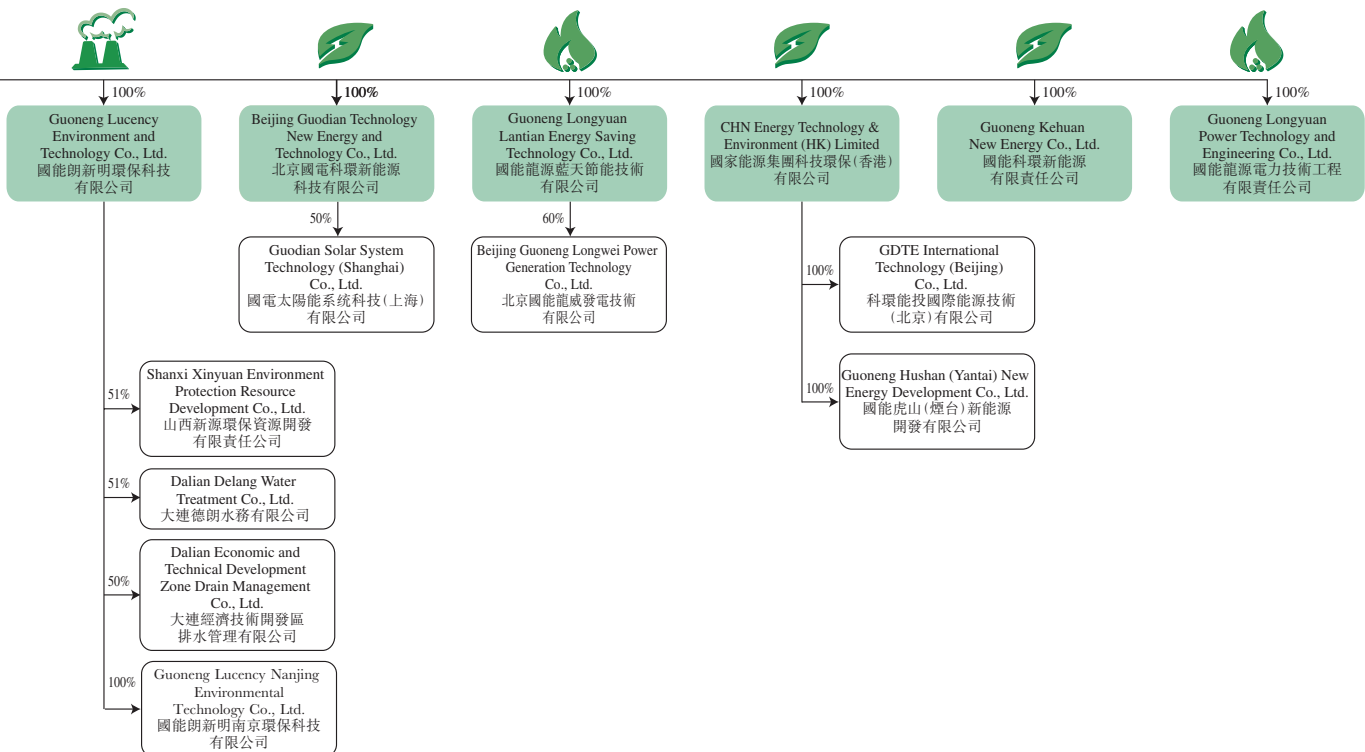 100%
Guoneng Lucency
Environment and
Technology Co., Ltd.
國能朗新明環保科技
有限公司
100%
Beijing Guodian Technology
New Energy and
Technology Co., Ltd.
北京國電科環新能源
科技有限公司
100%
Guoneng Longyuan
Lantian Energy Saving
Technology Co., Ltd.
國能龍源藍天節能技術
有限公司
100%
CHN Energy Technology &
Environment (HK) Limited
國家能源集團科技環保(香港)
有限公司
100%
Guoneng Kehuan
New Energy Co., Ltd.
國能科環新能源
有限責任公司
100%
Guoneng Longyuan
Power Technology and
Engineering Co., Ltd.
國能龍源電力技術工程
有限責任公司
50%
Guodian Solar System
Technology (Shanghai)
Co., Ltd.
國電太陽能系统科技(上海)
有限公司
60%
Beijing Guoneng Longwei Power
Generation Technology
Co., Ltd.
北京國能龍威發電技術
有限公司
100%
GDTE International
Technology (Beijing)
Co., Ltd.
科環能投國際能源技術
(北京)有限公司
100%
Guoneng Hushan (Yantai) New
Energy Development Co., Ltd.
國能虎山(煙台)新能源
開發有限公司
51%
Shanxi Xinyuan Environment
Protection Resource
Development Co., Ltd.
山西新源環保資源開發
有限責任公司
51%
Dalian Delang Water
Treatment Co., Ltd.
大連德朗水務有限公司
50%
Dalian Economic and
Technical Development
Zone Drain Management
Co., Ltd.
大連經濟技術開發區
排水管理有限公司
100%
Guoneng Lucency Nanjing
Environmental
Technology Co., Ltd.
國能朗新明南京環保科技
有限公司